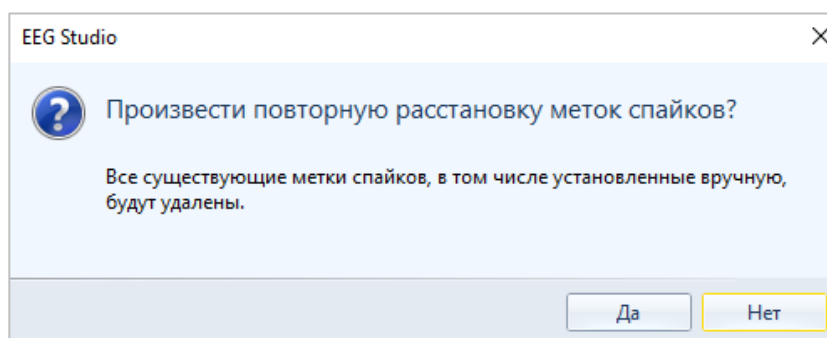 EEG Studio
Произвести повторную расстановку меток спайков?
Все существующие метки спайков, в том числе установленные вручную,
будут удалены.
Да
Нет